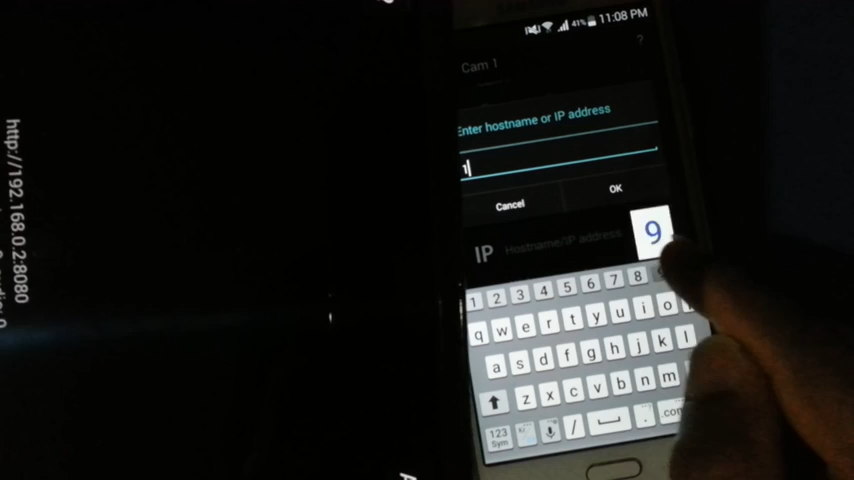 http://192.168.0.2:8080
41% 11:08 PM
Cam 1
?
Enter hostname or IP address
1
Cancel
OK
IP Hostname/IP address
9
1 2 3 4 5 6 7 8
q w e r t y u i o
a s d f g h j k l
z x c v b n m
123 Sym / . .com